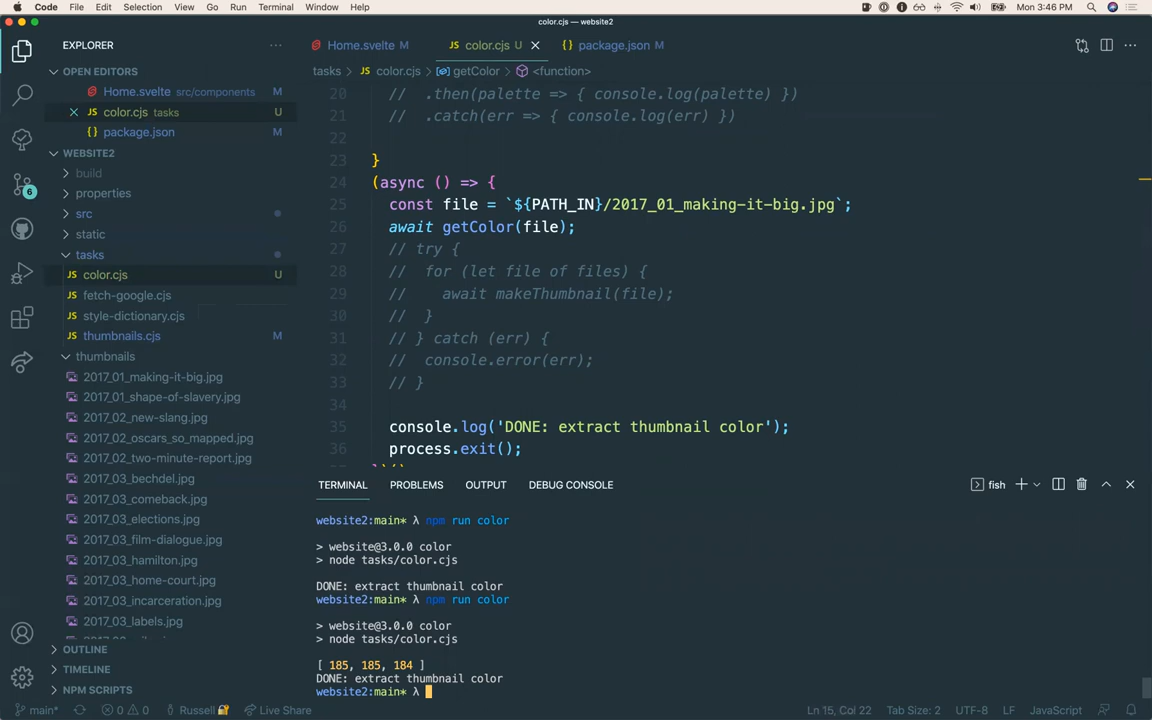 Code File Edit Selection View Go Run Terminal Window Help Mon 3:46 PM
color.cjs — website2
EXPLORER
OPEN EDITORS
Home.svelte src/components M
color.cjs tasks U
package.json M
WEBSITE2
build
properties
src
static
tasks
color.cjs U
fetch-google.cjs
style-dictionary.cjs
thumbnails.cjs M
thumbnails
2017_01_making-it-big.jpg
2017_01_shape-of-slavery.jpg
2017_02_new-slang.jpg
2017_02_oscars_so_mapped.jpg
2017_02_two-minute-report.jpg
2017_03_bechdel.jpg
2017_03_comeback.jpg
2017_03_elections.jpg
2017_03_film-dialogue.jpg
2017_03_hamilton.jpg
2017_03_home-court.jpg
2017_03_incarceration.jpg
2017_03_labels.jpg
OUTLINE
TIMELINE
NPM SCRIPTS
6
Home.svelte M color.cjs U package.json M
tasks > JS color.cjs > getColor > <function>
20 // .then(palette => { console.log(palette) })
21 // .catch(err => { console.log(err) })
22
23 }
24 (async () => {
25 const file = `${PATH_IN}/2017_01_making-it-big.jpg`;
26 await getColor(file);
27 // try {
28 // for (let file of files) {
29 // await makeThumbnail(file);
30 // }
31 // } catch (err) {
32 // console.error(err);
33 // }
34
35 console.log('DONE: extract thumbnail color');
36 process.exit();
})()
TERMINAL PROBLEMS OUTPUT DEBUG CONSOLE fish
website2:main* λ npm run color
> website@3.0.0 color
> node tasks/color.cjs
DONE: extract thumbnail color
website2:main* λ npm run color
> website@3.0.0 color
> node tasks/color.cjs
[ 185, 185, 184 ]
DONE: extract thumbnail color
website2:main* λ
main* 0 0 Russell Live Share Ln 15, Col 22 Tab Size: 2 UTF-8 LF JavaScript